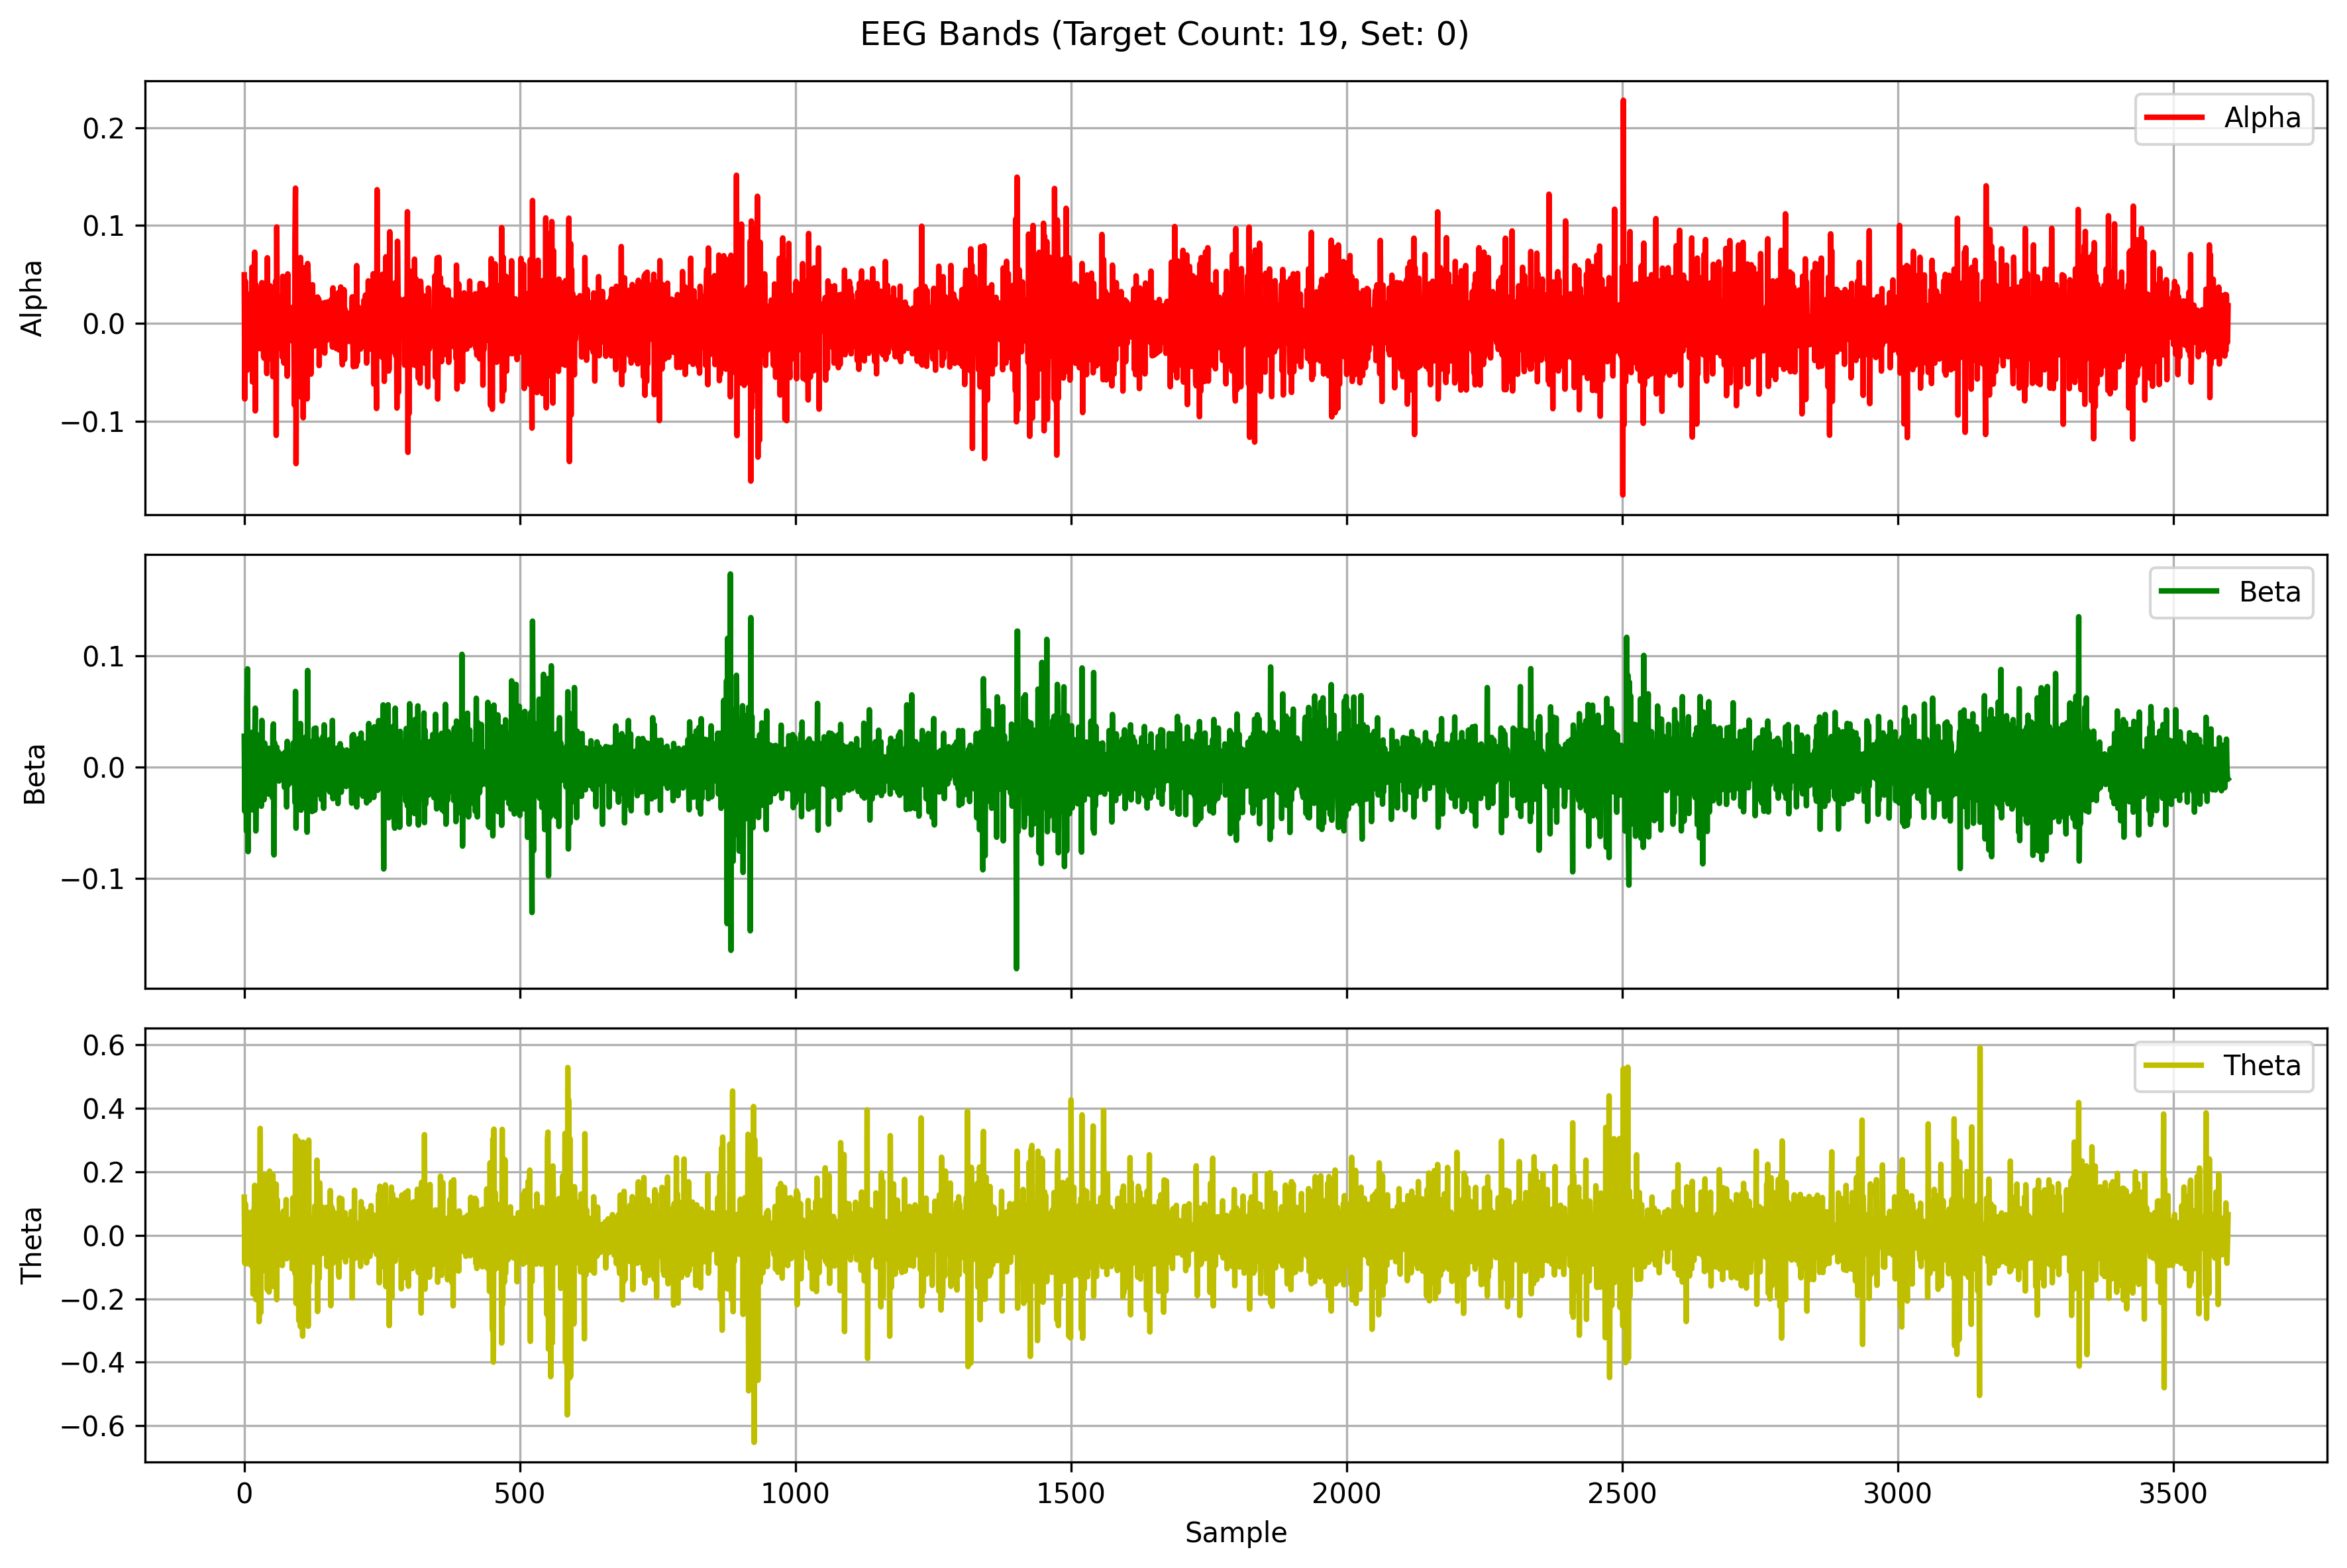 EEG Bands (Target Count: 19, Set: 0)
Alpha
0.2
0.1
0.0
−0.1
Alpha
Beta
0.1
0.0
−0.1
Beta
Theta
0.6
0.4
0.2
0.0
−0.2
−0.4
−0.6
Theta
0 500 1000 1500 2000 2500 3000 3500
Sample